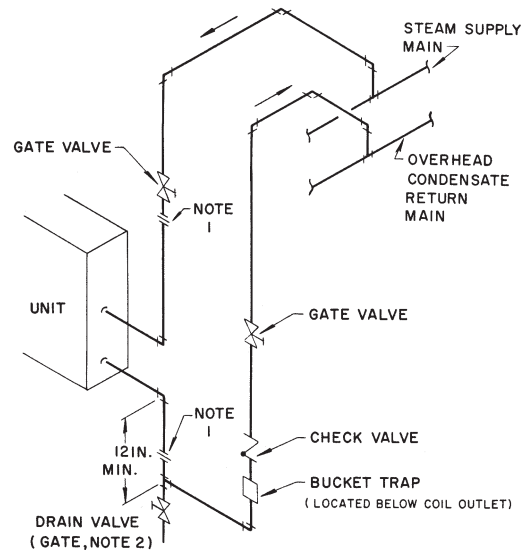 STEAM SUPPLY
MAIN
GATE VALVE
OVERHEAD
CONDENSATE
RETURN
MAIN
NOTE
1
UNIT
GATE VALVE
NOTE
1
12IN.
MIN.
CHECK VALVE
BUCKET TRAP
(LOCATED BELOW COIL OUTLET)
DRAIN VALVE
(GATE, NOTE 2)